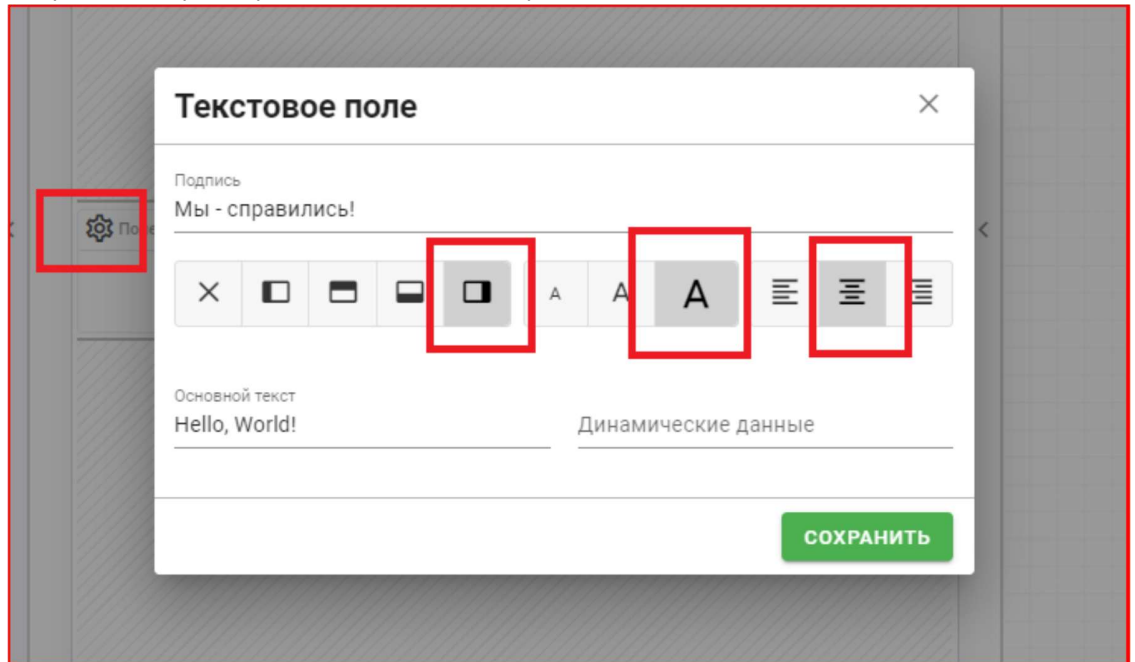 Текстовое поле
Подпись
Мы - справились!
A A A
Основной текст
Hello, World!
Динамические данные
СОХРАНИТЬ